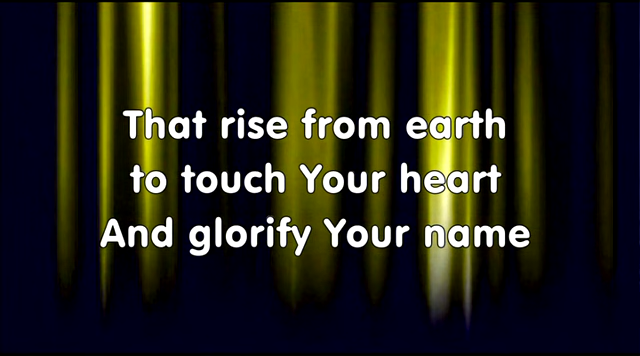 That rise from earth
to touch Your heart
And glorify Your name